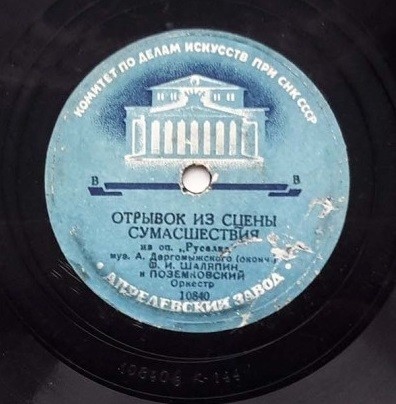 КОМИТЕТ ПО ДЕЛАМ ИСКУССТВ ПРИ СНК СССР
В В
ОТРЫВОК ИЗ СЦЕНЫ
СУМАСШЕСТВИЯ
из оп. „Русалка"
муз. А. Даргомыжского (оконч.)
Ф. И. ШАЛЯПИН
и ПОЗЕМКОВСКИЙ
Оркестр
10840
· АПРЕЛЕВСКИЙ ЗАВОД ·